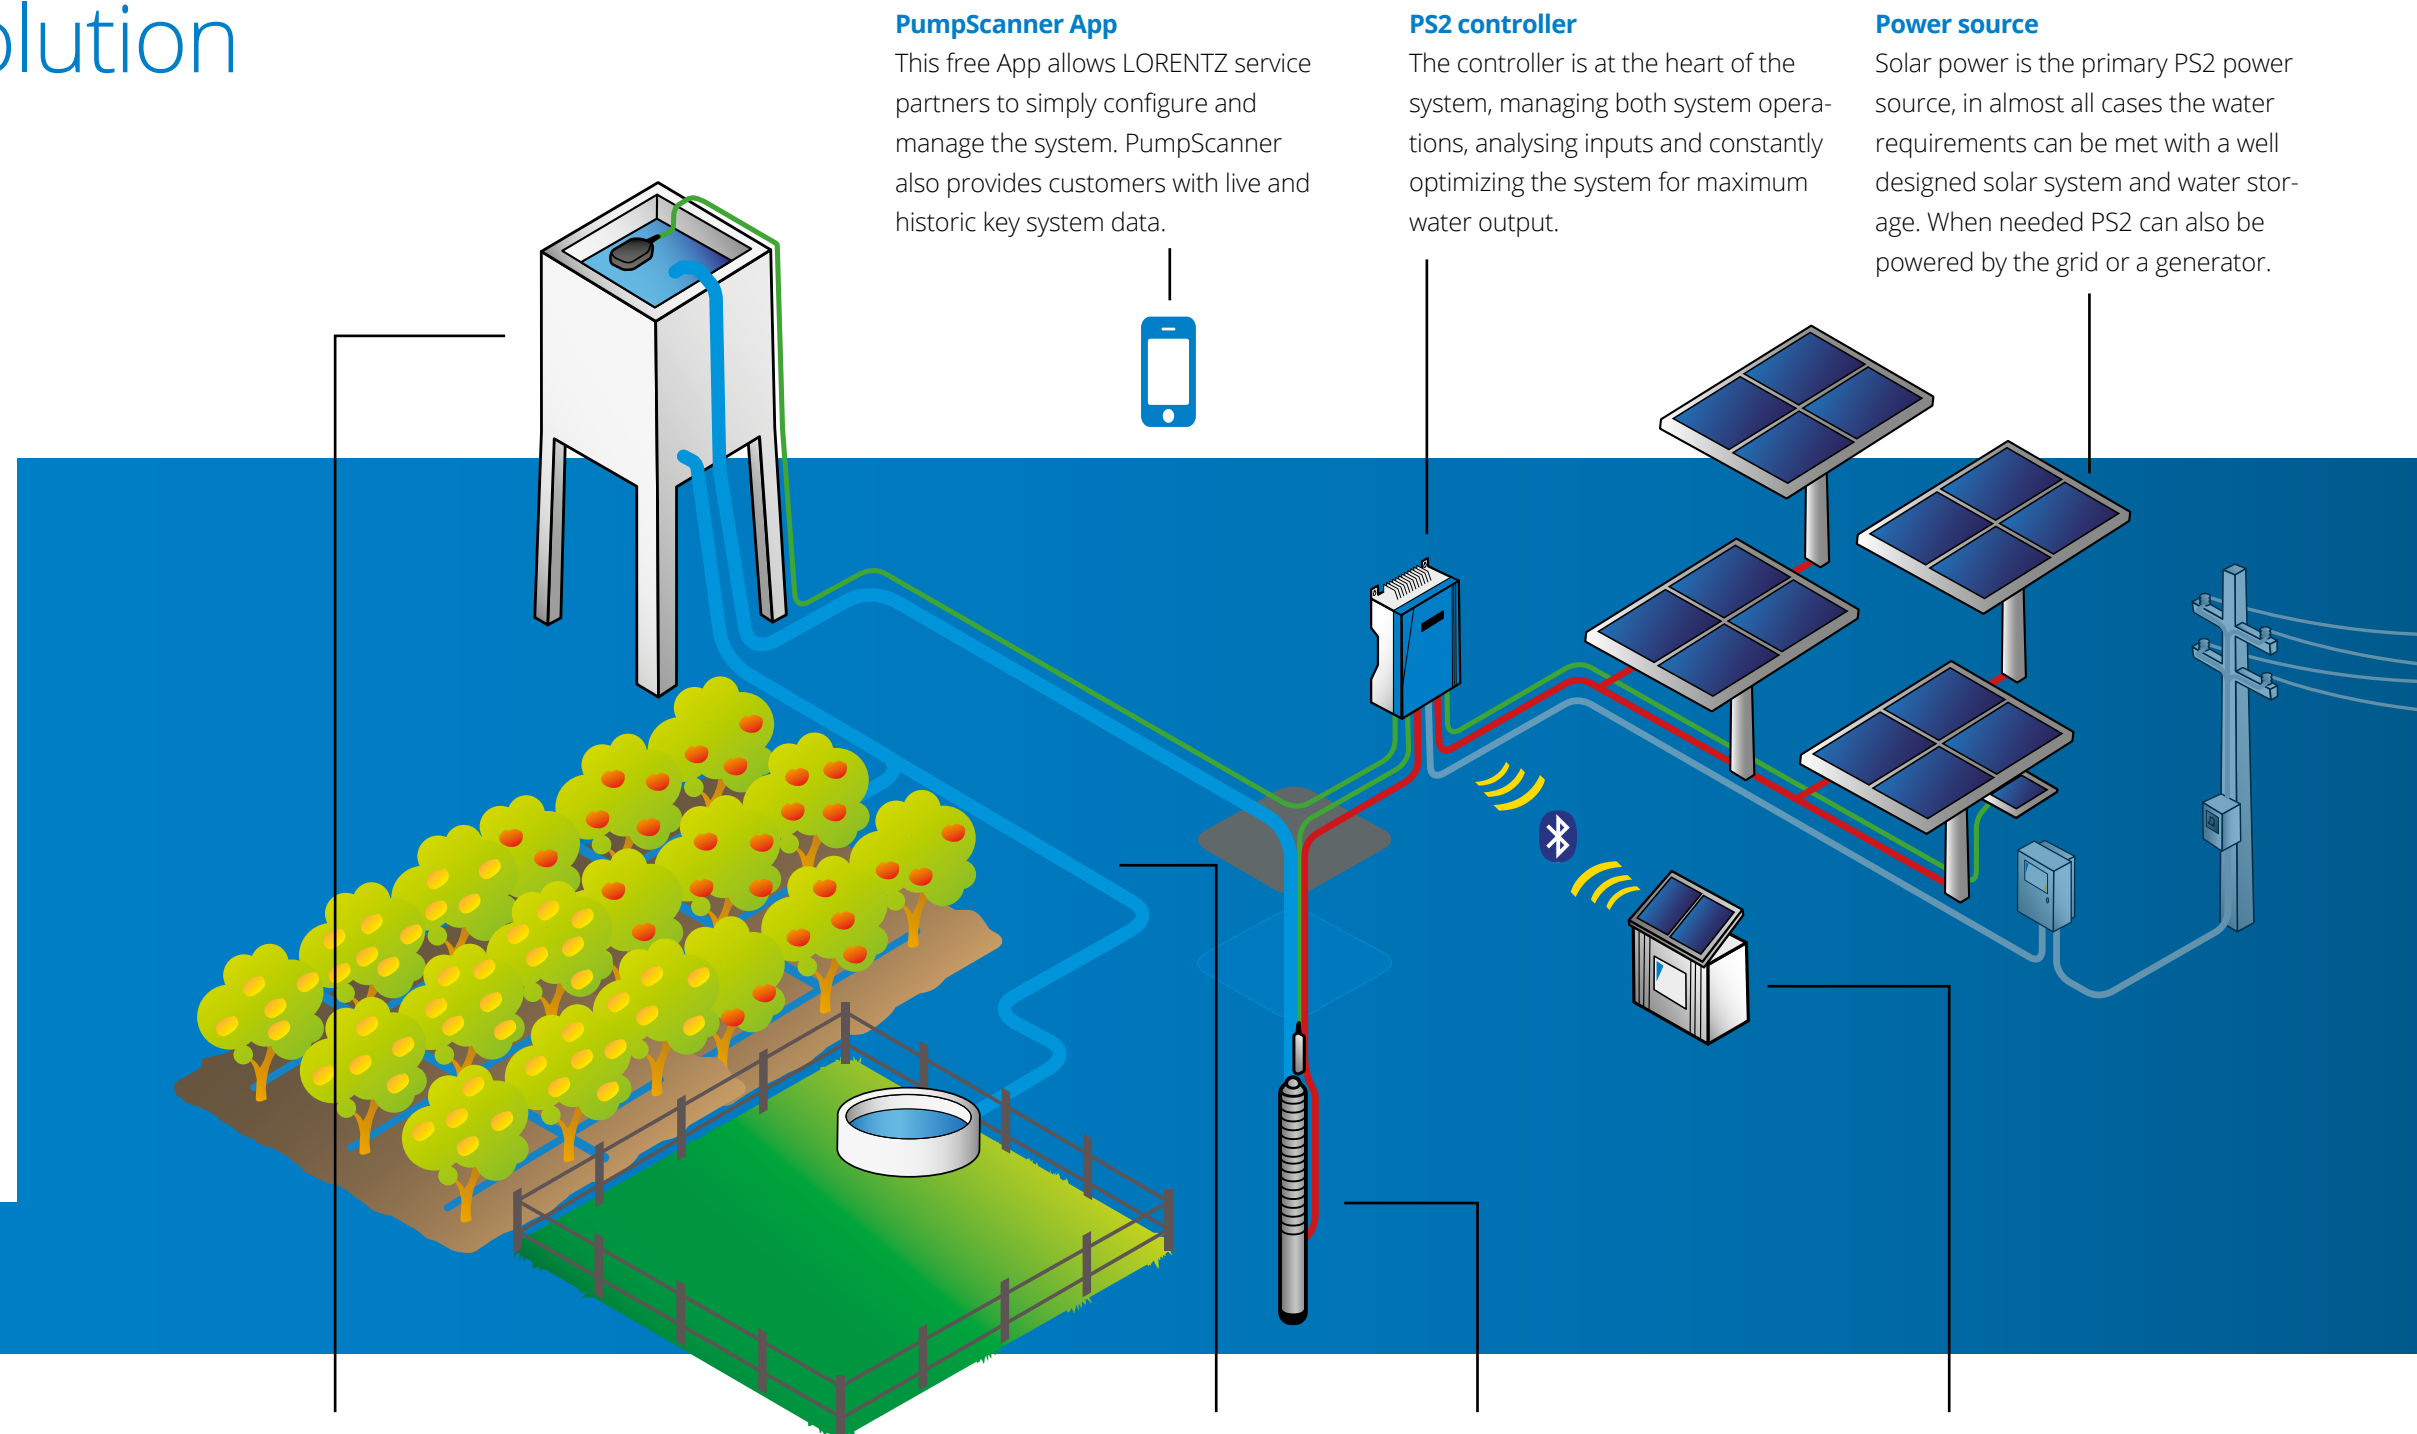 olution
PumpScanner App
This free App allows LORENTZ service
partners to simply configure and
manage the system. PumpScanner
also provides customers with live and
historic key system data.
PS2 controller
The controller is at the heart of the
system, managing both system opera-
tions, analysing inputs and constantly
optimizing the system for maximum
water output.
Power source
Solar power is the primary PS2 power
source, in almost all cases the water
requirements can be met with a well
designed solar system and water stor-
age. When needed PS2 can also be
powered by the grid or a generator.